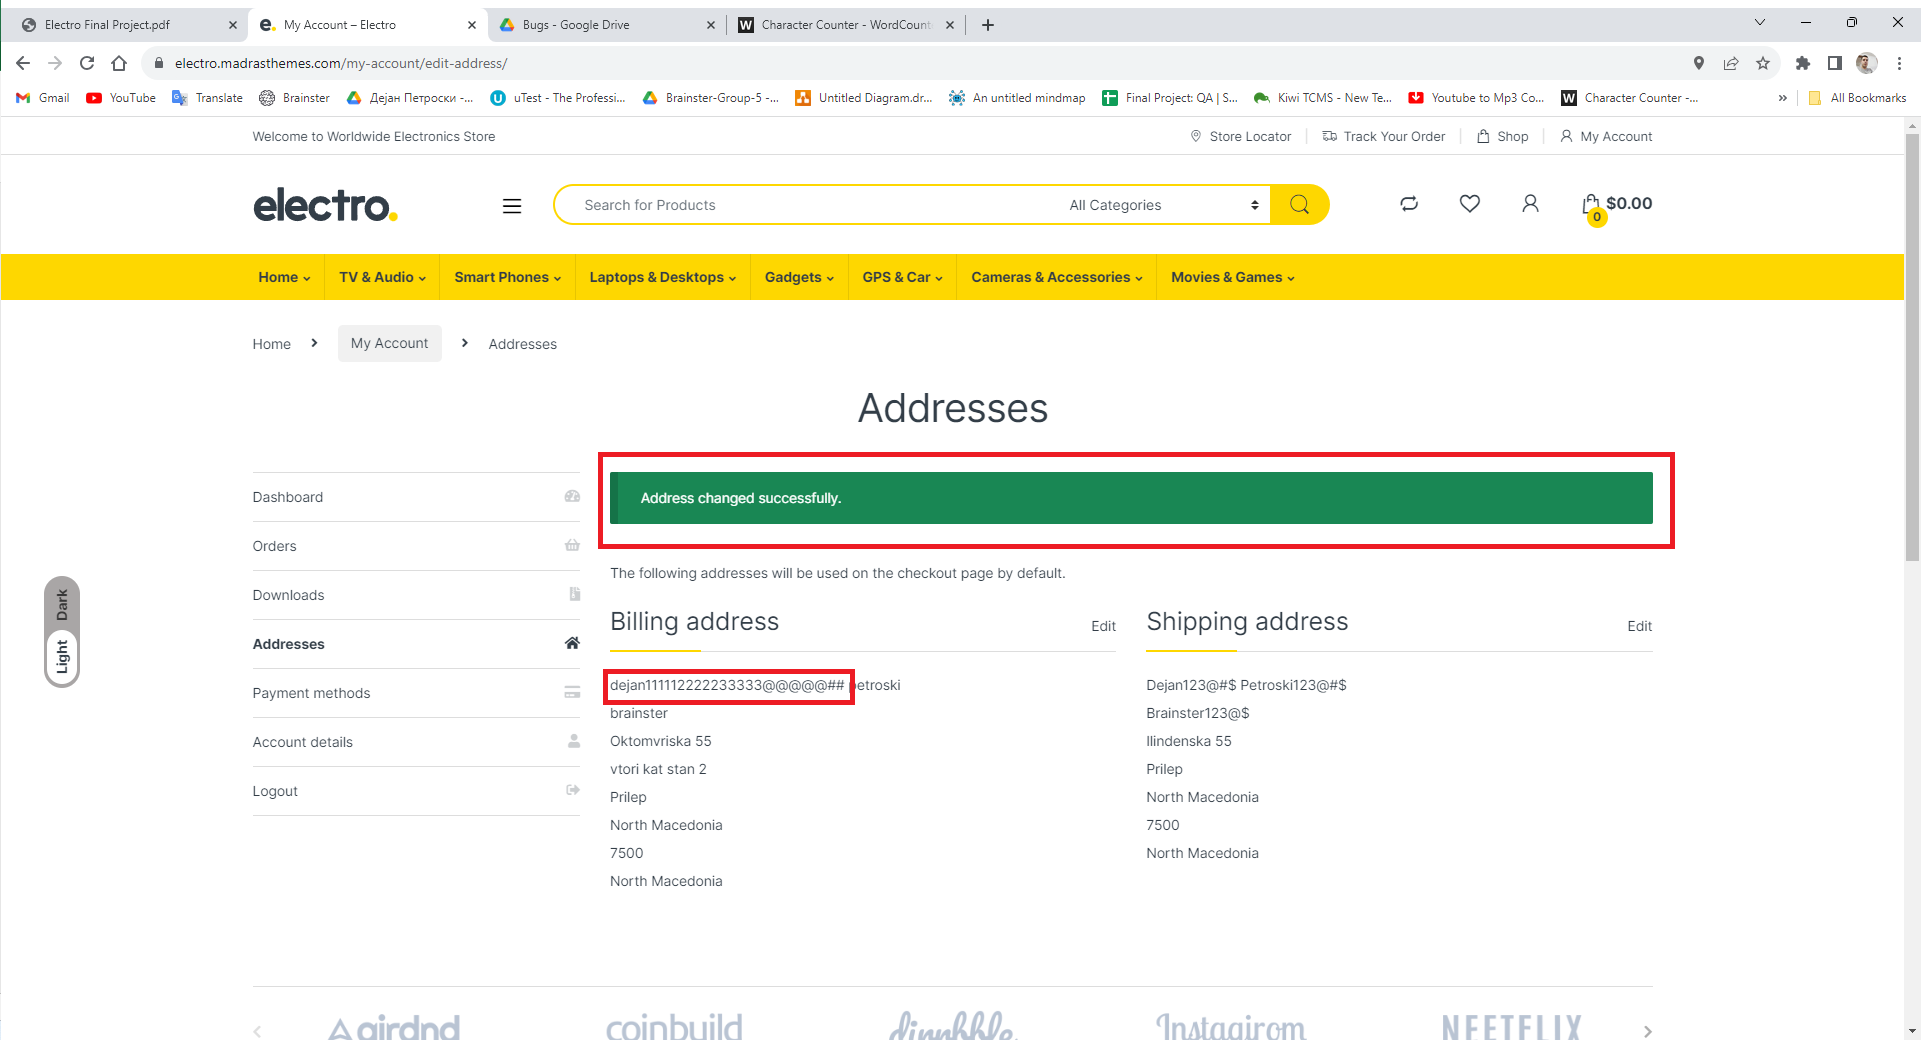 Electro Final Project.pdf
My Account – Electro
Bugs - Google Drive
Character Counter - WordCount
electro.madrasthemes.com/my-account/edit-address/
Gmail
YouTube
Translate
Brainster
Дејан Петроски -...
uTest - The Professi...
Brainster-Group-5 -...
Untitled Diagram.dr...
An untitled mindmap
Final Project: QA | S...
Kiwi TCMS - New Te...
Youtube to Mp3 Co...
Character Counter -...
»
All Bookmarks
Welcome to Worldwide Electronics Store
Store Locator
Track Your Order
Shop
My Account
electro.
Search for Products
All Categories
0
$0.00
Home
TV & Audio
Smart Phones
Laptops & Desktops
Gadgets
GPS & Car
Cameras & Accessories
Movies & Games
Home
My Account
Addresses
Addresses
Dashboard
Orders
Downloads
Addresses
Payment methods
Account details
Logout
Dark
Light
Address changed successfully.
The following addresses will be used on the checkout page by default.
Billing address
Edit
dejan111112222233333@@@@@## petroski
brainster
Oktomvriska 55
vtori kat stan 2
Prilep
North Macedonia
7500
North Macedonia
Shipping address
Edit
Dejan123@#$ Petroski123@#$
Brainster123@$
Ilindenska 55
Prilep
North Macedonia
7500
North Macedonia
airdnd
coinbuild
dinnbbble
Instagirom
NEETFLIX